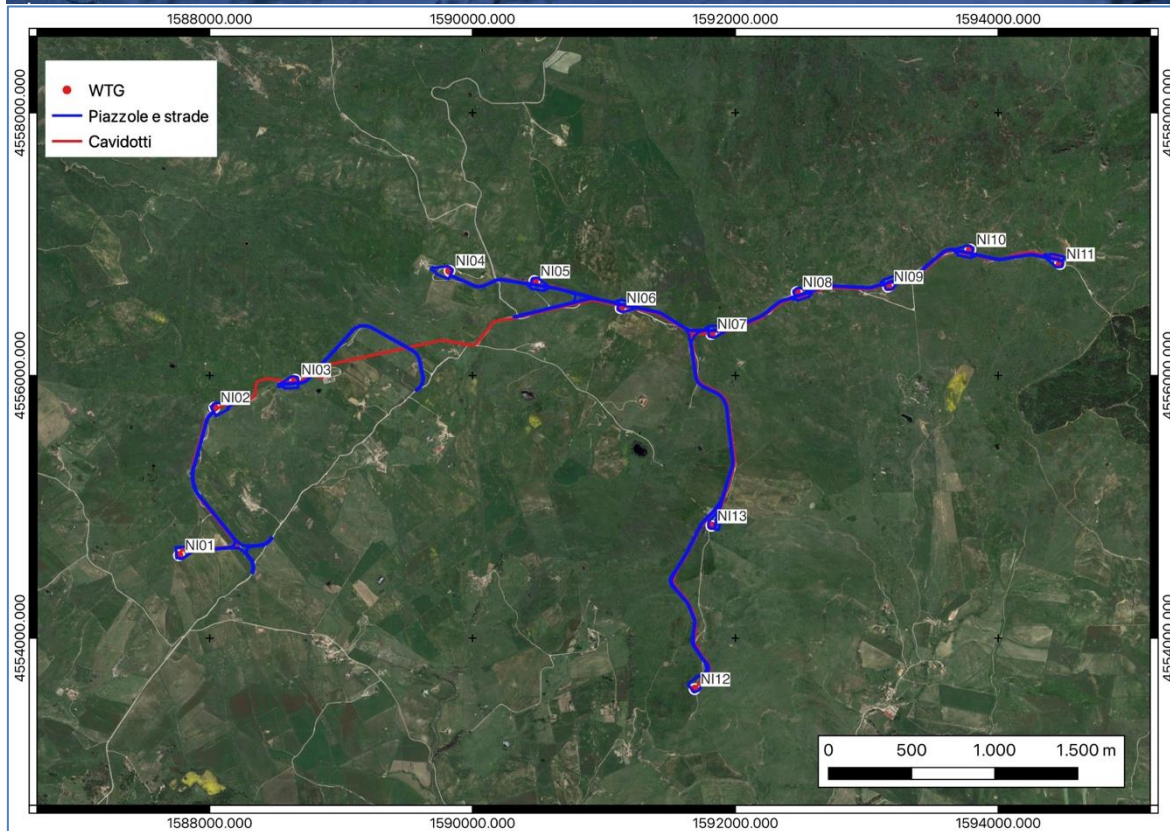 1588000.000 1590000.000 1592000.000 1594000.000
WTG
Piazzole e strade
Cavidotti
4558000.000 4558000.000
NI10
NI11
NI04
NI05
NI09
NI08
NI06
NI07
4556000.000 4556000.000
NI03
NI02
NI13
NI01
4554000.000 4554000.000
NI12
0 500 1.000 1.500 m
1588000.000 1590000.000 1592000.000 1594000.000